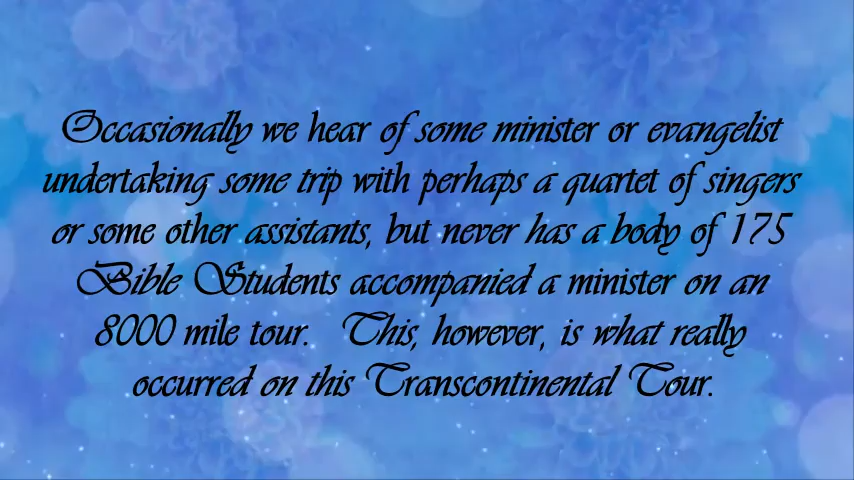 Occasionally we hear of some minister or evangelist
undertaking some trip with perhaps a quartet of singers
or some other assistants, but never has a body of 175
Bible Students accompanied a minister on an
8000 mile tour.  This, however, is what really
occurred on this Transcontinental Tour.